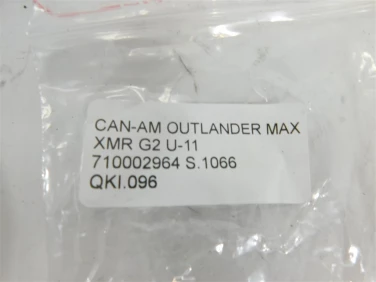 CAN-AM OUTLANDER MAX
XMR G2 U-11
710002964 S.1066
QKI.096